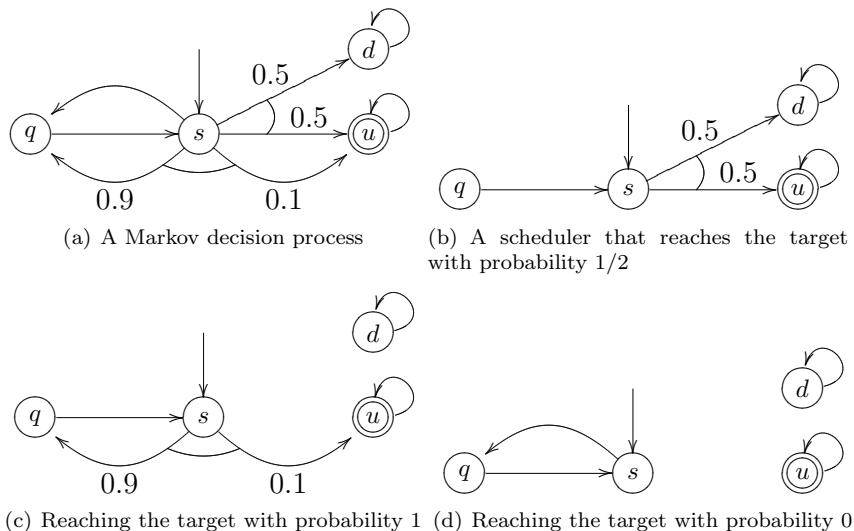 d
0.5
0.5
q
s
u
0.9
0.1
(a) A Markov decision process
d
0.5
0.5
q
s
u
(b) A scheduler that reaches the target
with probability 1/2
d
q
s
u
0.9
0.1
(c) Reaching the target with probability 1
d
q
s
u
(d) Reaching the target with probability 0